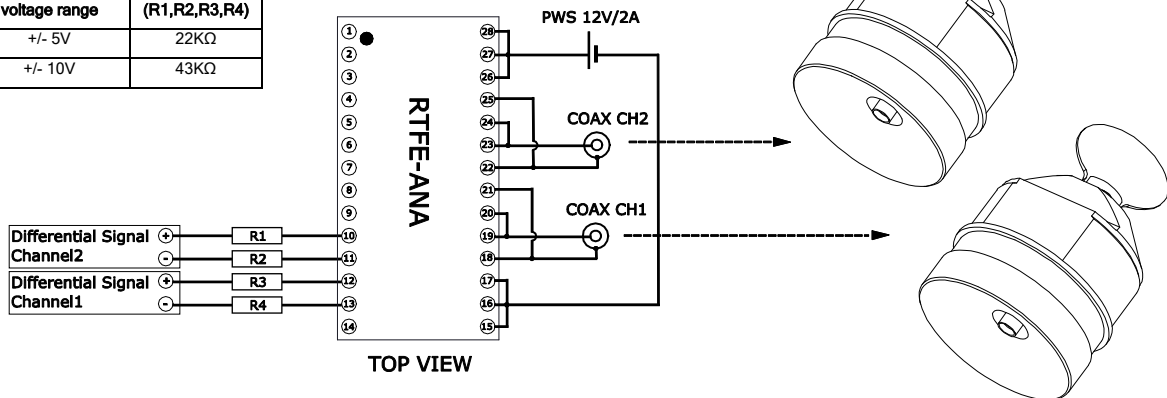 voltage range (R1,R2,R3,R4)
+/- 5V 22KΩ
+/- 10V 43KΩ
PWS 12V/2A
1
2
3
4
5
6
7
8
9
10
11
12
13
14
RTFE-ANA
28
27
26
25
24
23
22
21
20
19
18
17
16
15
COAX CH2
COAX CH1
Differential Signal +
Channel2 -
Differential Signal +
Channel1 -
R1
R2
R3
R4
TOP VIEW